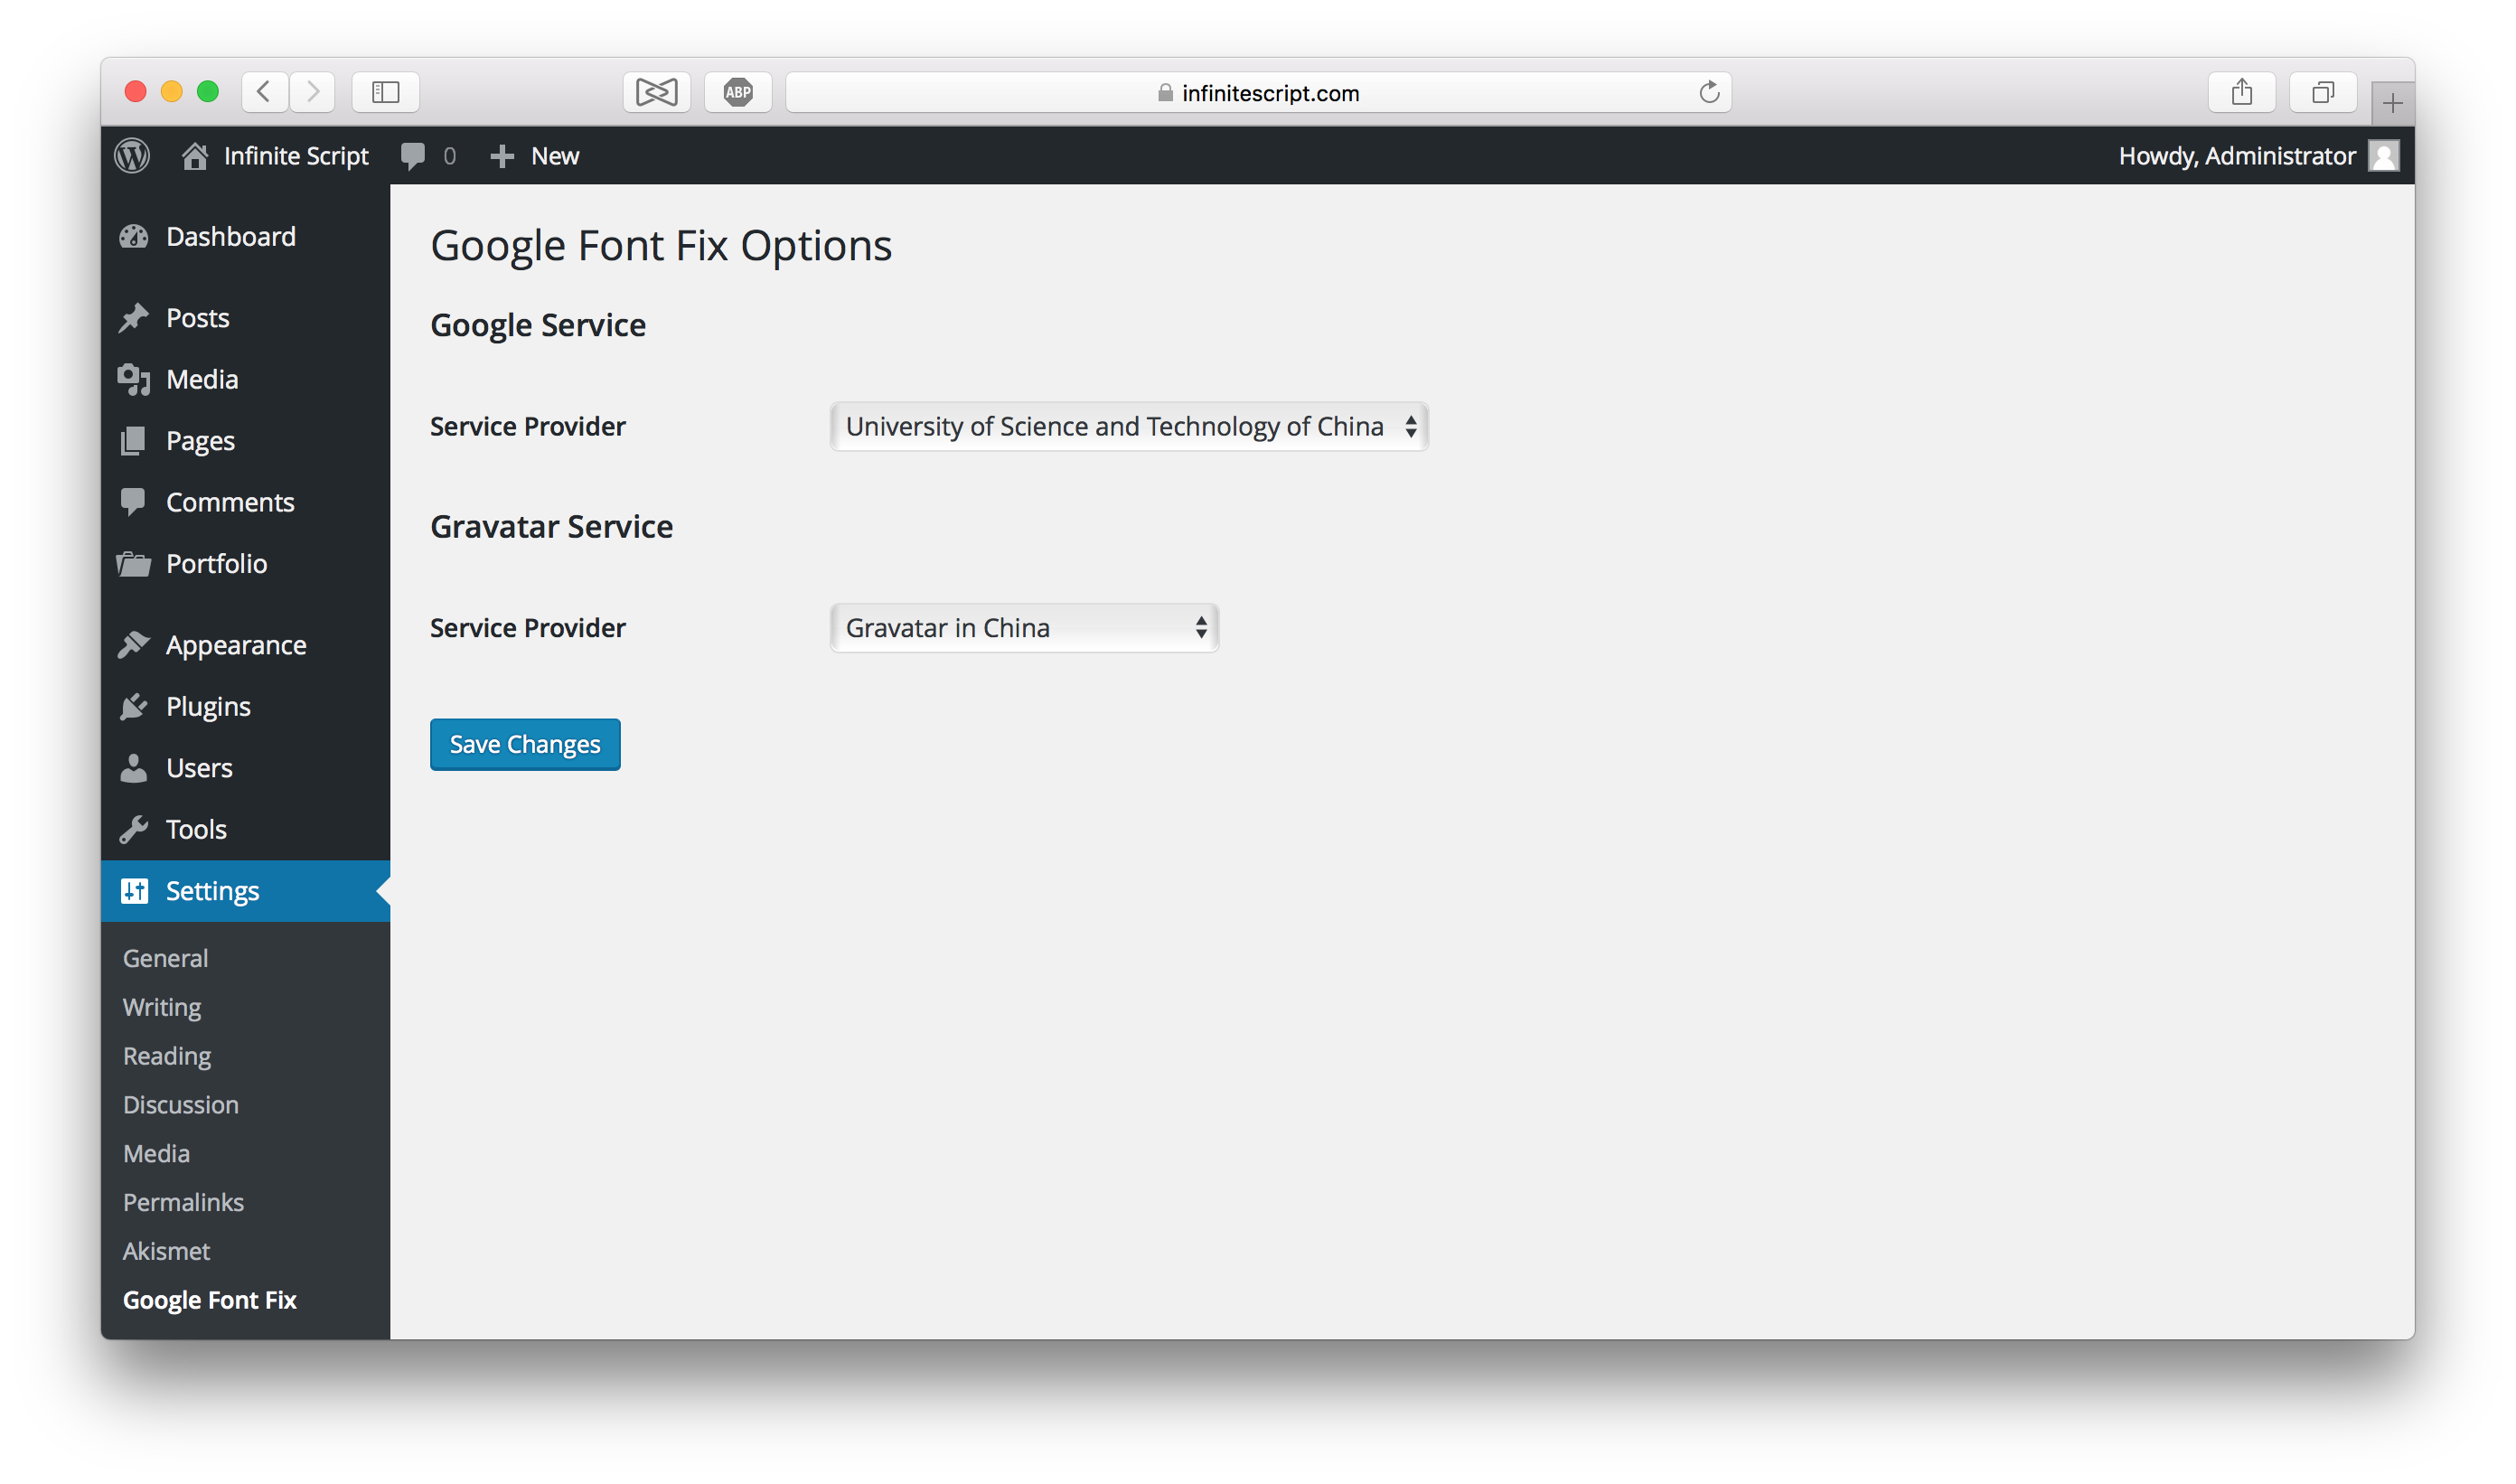 ABP
infinitescript.com
Infinite Script 0 New
Howdy, Administrator
Dashboard
Posts
Media
Pages
Comments
Portfolio
Appearance
Plugins
Users
Tools
Settings
General
Writing
Reading
Discussion
Media
Permalinks
Akismet
Google Font Fix
Google Font Fix Options
Google Service
Service Provider University of Science and Technology of China
Gravatar Service
Service Provider Gravatar in China
Save Changes